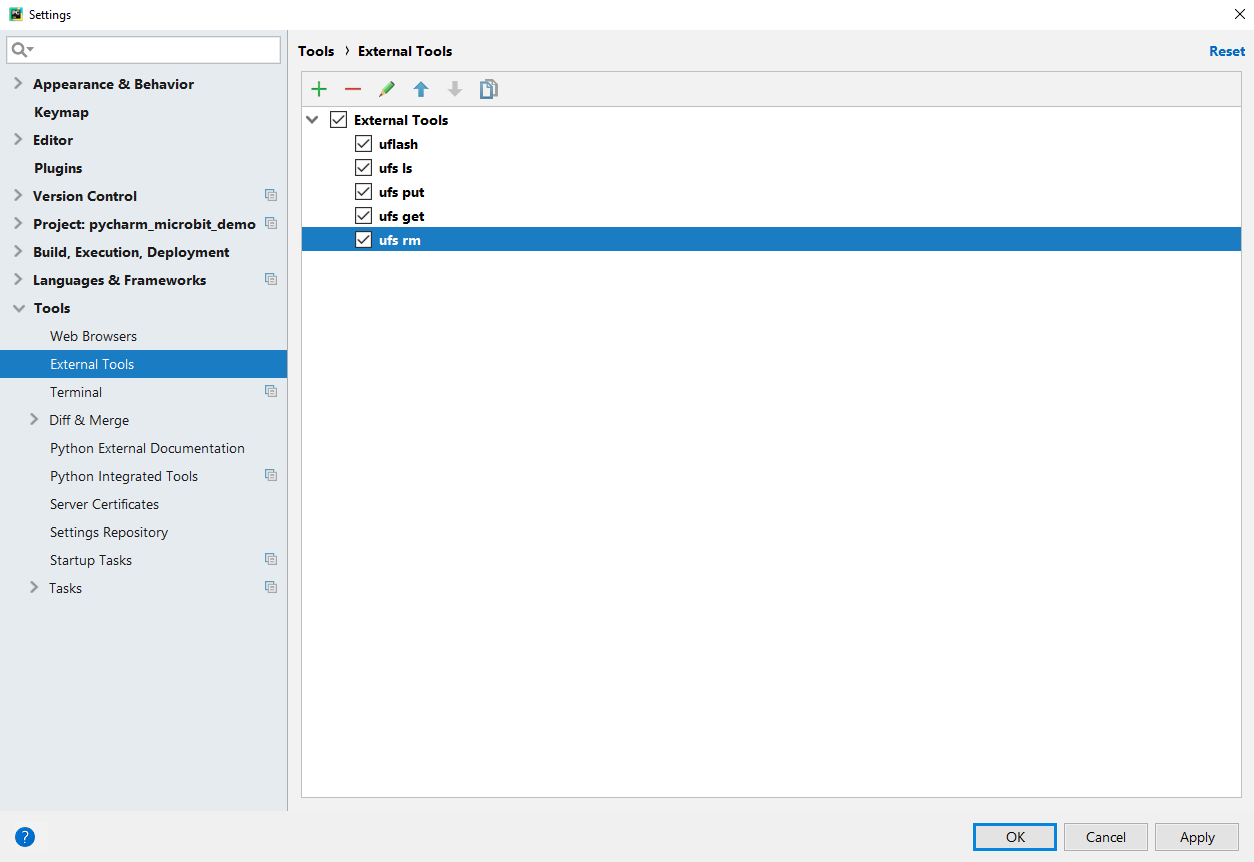 Settings
Tools › External Tools
Reset
Appearance & Behavior
Keymap
Editor
Plugins
Version Control
Project: pycharm_microbit_demo
Build, Execution, Deployment
Languages & Frameworks
Tools
Web Browsers
External Tools
Terminal
Diff & Merge
Python External Documentation
Python Integrated Tools
Server Certificates
Settings Repository
Startup Tasks
Tasks
External Tools
uflash
ufs ls
ufs put
ufs get
ufs rm
?
OK Cancel Apply